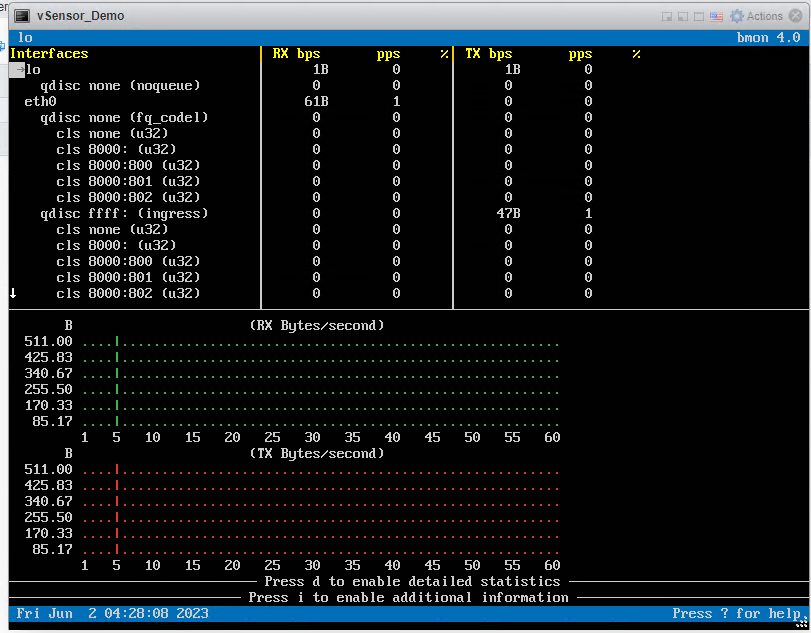 vSensor_Demo Actions
lo bmon 4.0
Interfaces RX bps pps % TX bps pps %
→lo 1B 0 1B 0
qdisc none (noqueue) 0 0 0 0
eth0 61B 1 0 0
qdisc none (fq_codel) 0 0 0 0
cls none (u32) 0 0 0 0
cls 8000: (u32) 0 0 0 0
cls 8000:800 (u32) 0 0 0 0
cls 8000:801 (u32) 0 0 0 0
cls 8000:802 (u32) 0 0 0 0
qdisc ffff: (ingress) 0 0 47B 1
cls none (u32) 0 0 0 0
cls 8000: (u32) 0 0 0 0
cls 8000:800 (u32) 0 0 0 0
cls 8000:801 (u32) 0 0 0 0
↓ cls 8000:802 (u32) 0 0 0 0
B (RX Bytes/second)
511.00 ....|.......................................................
425.83 ....|.......................................................
340.67 ....|.......................................................
255.50 ....|.......................................................
170.33 ....|.......................................................
85.17 ....|.......................................................
1 5 10 15 20 25 30 35 40 45 50 55 60
B (TX Bytes/second)
511.00 ....|.......................................................
425.83 ....|.......................................................
340.67 ....|.......................................................
255.50 ....|.......................................................
170.33 ....|.......................................................
85.17 ....|.......................................................
1 5 10 15 20 25 30 35 40 45 50 55 60
Press d to enable detailed statistics
Press i to enable additional information
Fri Jun 2 04:28:08 2023 Press ? for help